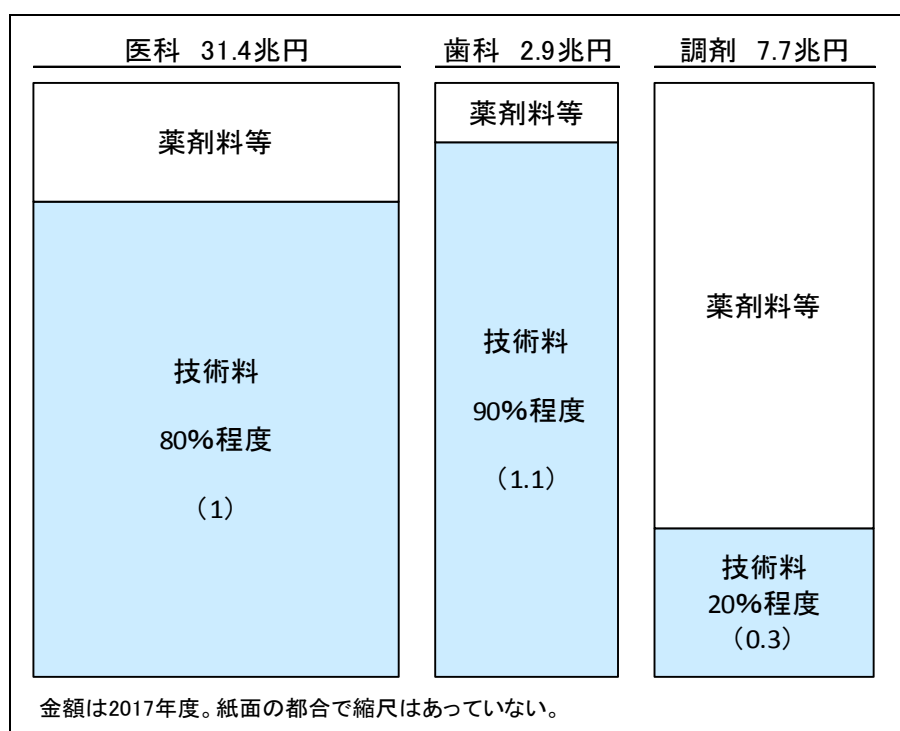 医科 31.4兆円
歯科 2.9兆円
調剤 7.7兆円
薬剤料等
技術料
80%程度
（1）
薬剤料等
技術料
90%程度
（1.1）
薬剤料等
技術料
20%程度
（0.3）
金額は2017年度。紙面の都合で縮尺はあっていない。